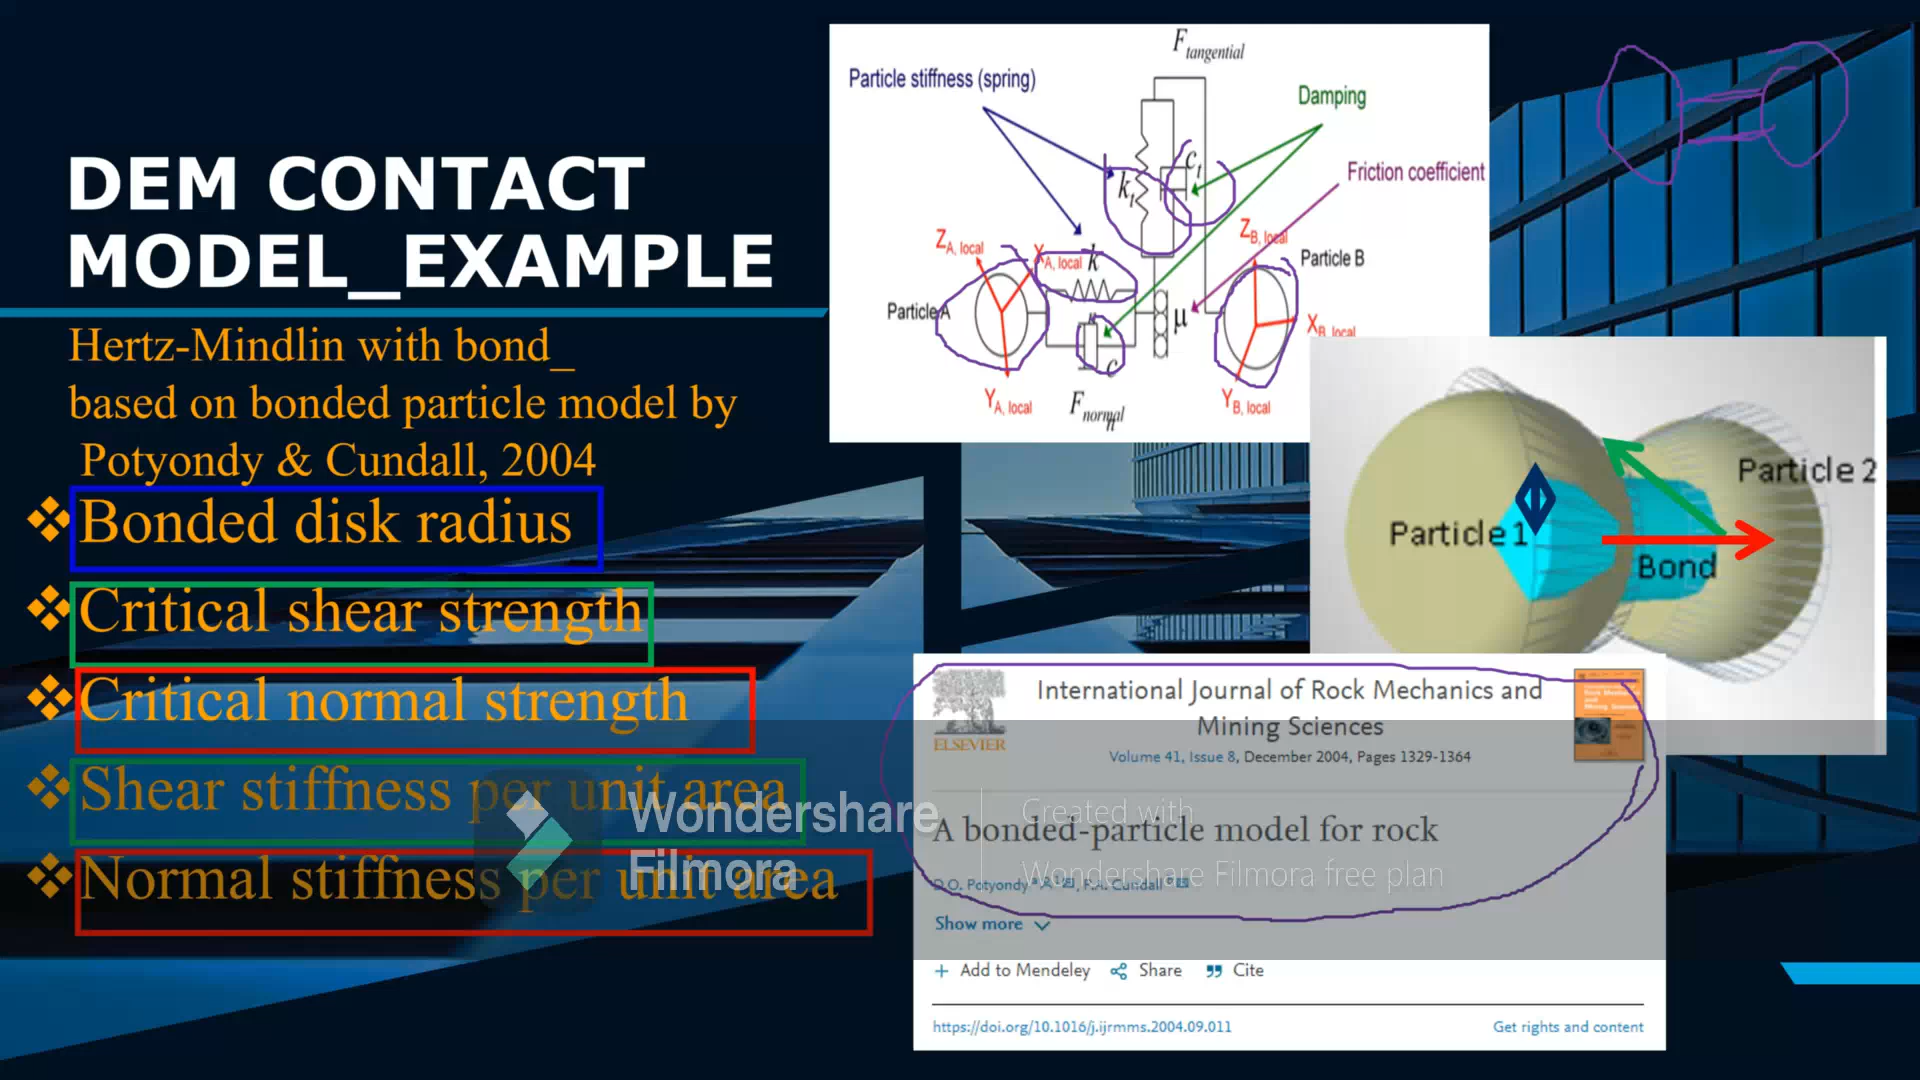 DEM CONTACT
MODEL_EXAMPLE
Hertz-Mindlin with bond_
based on bonded particle model by
Potyondy & Cundall, 2004
❖Bonded disk radius
❖Critical shear strength
❖Critical normal strength
❖Shear stiffness per unit area
❖Normal stiffness per unit area
F tangential
Particle stiffness (spring)
Damping
Friction coefficient
C t
k t
Z A, local
X A, local
k
Z B, local
Particle B
Particle A
μ
X B, local
c
Y A, local
F normal
n
Y B, local
Particle 2
Particle 1
Bond
International Journal of Rock Mechanics and
Mining Sciences
ELSEVIER
Volume 41, Issue 8, December 2004, Pages 1329-1364
A bonded-particle model for rock
D.O. Potyondy, P.A. Cundall
Show more
+ Add to Mendeley Share Cite
https://doi.org/10.1016/j.ijrmms.2004.09.011 Get rights and content
Wondershare
Filmora
Created with
Wondershare Filmora free plan